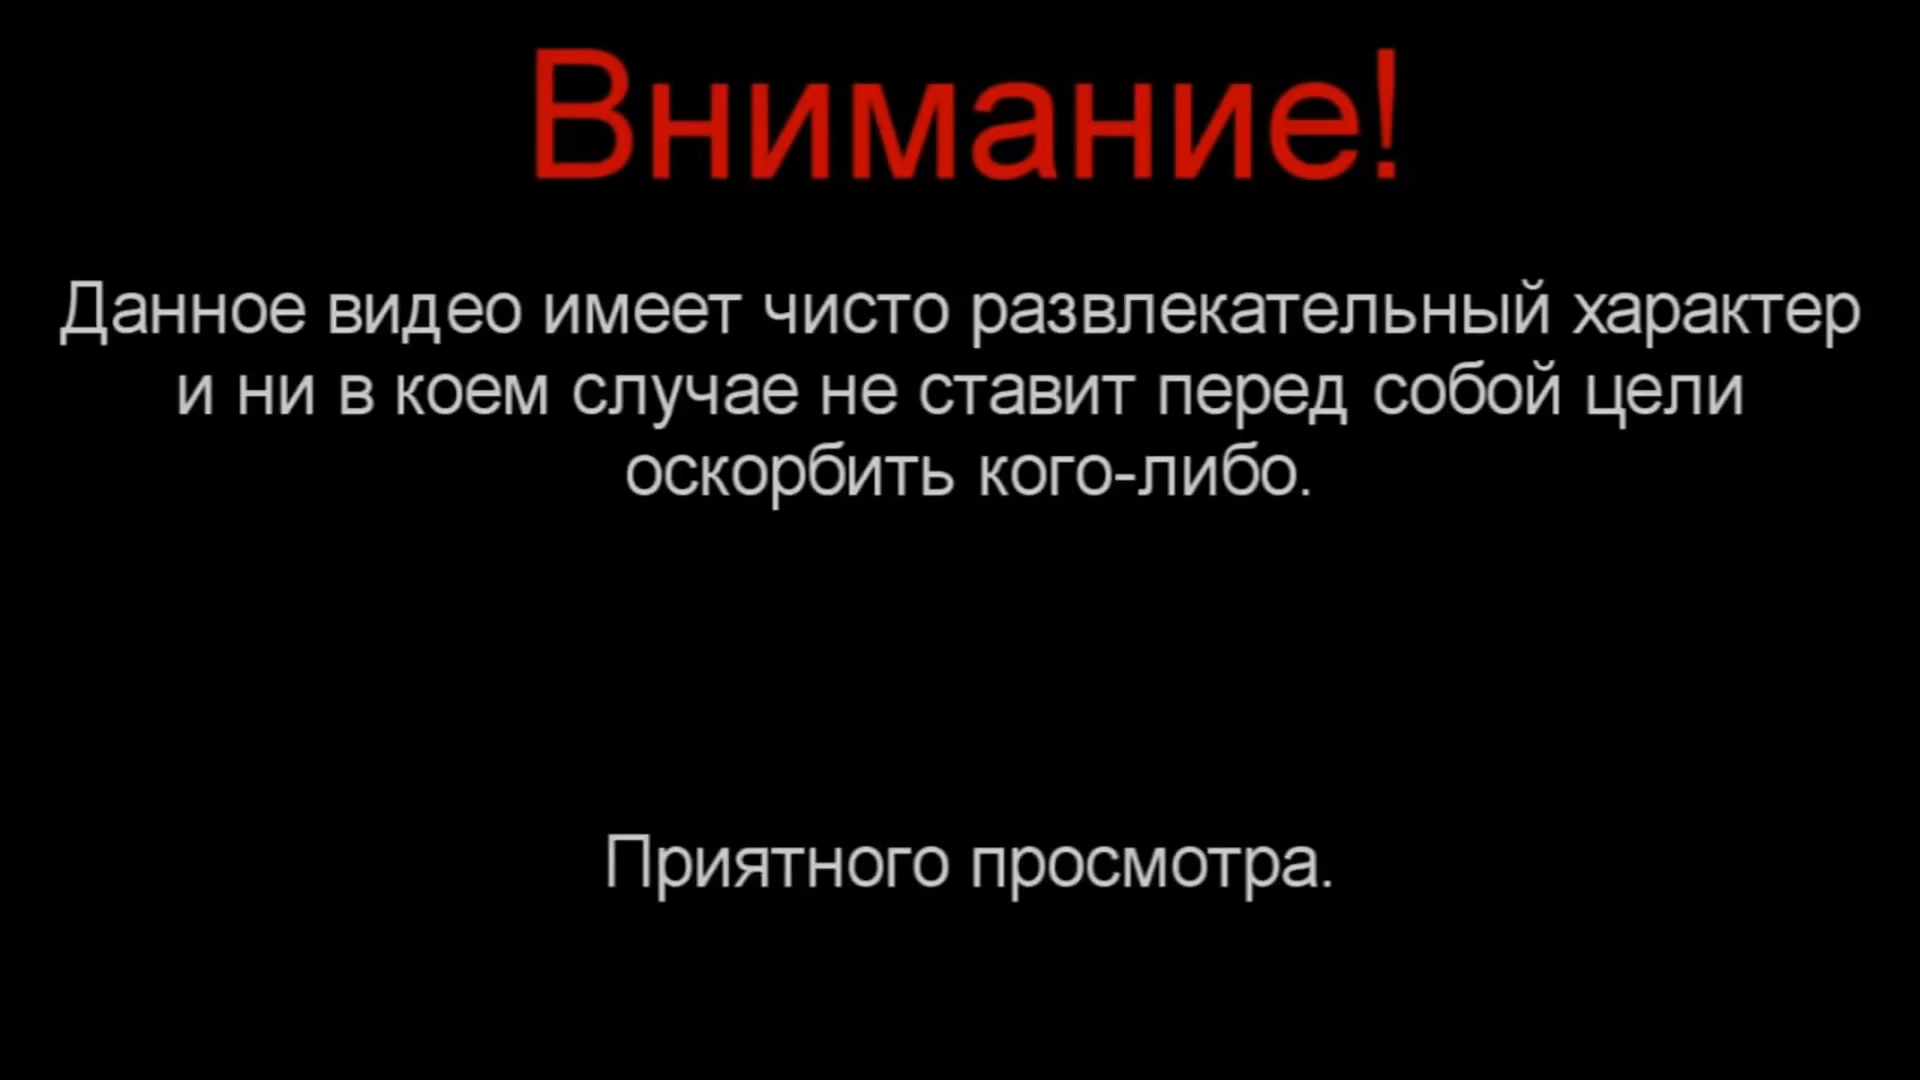 Внимание!
Данное видео имеет чисто развлекательный характер
и ни в коем случае не ставит перед собой цели
оскорбить кого-либо.
Приятного просмотра.